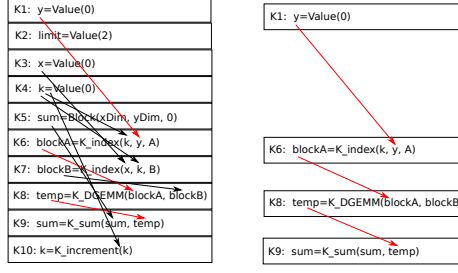 K1: y=Value(0)
K2: limit=Value(2)
K3: x=Value(0)
K4: k=Value(0)
K5: sum=Block(xDim, yDim, 0)
K6: blockA=K_index(k, y, A)
K7: blockB=K_index(x, k, B)
K8: temp=K_DGEMM(blockA, blockB)
K9: sum=K_sum(sum, temp)
K10: k=K_increment(k)
K1: y=Value(0)
K6: blockA=K_index(k, y, A)
K8: temp=K_DGEMM(blockA, blockB
K9: sum=K_sum(sum, temp)